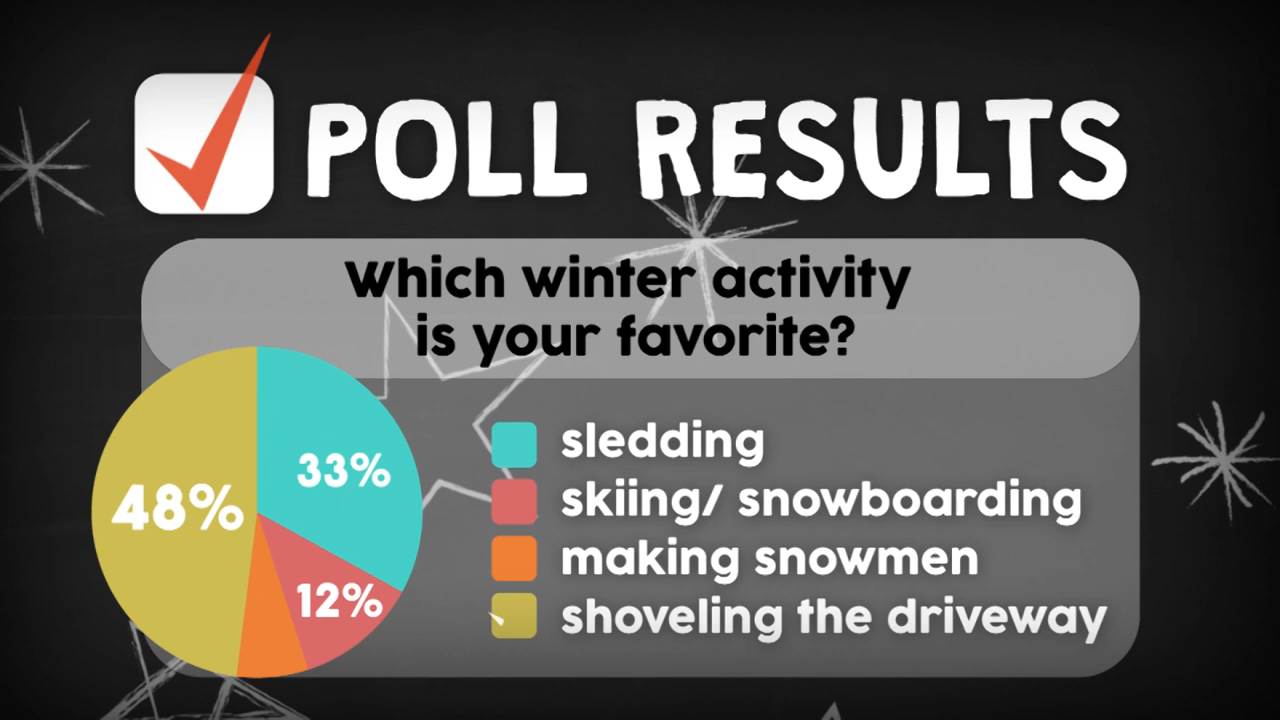 POLL RESULTS
Which winter activity
is your favorite?
33%
48%
12%
sledding
skiing/ snowboarding
making snowmen
shoveling the driveway